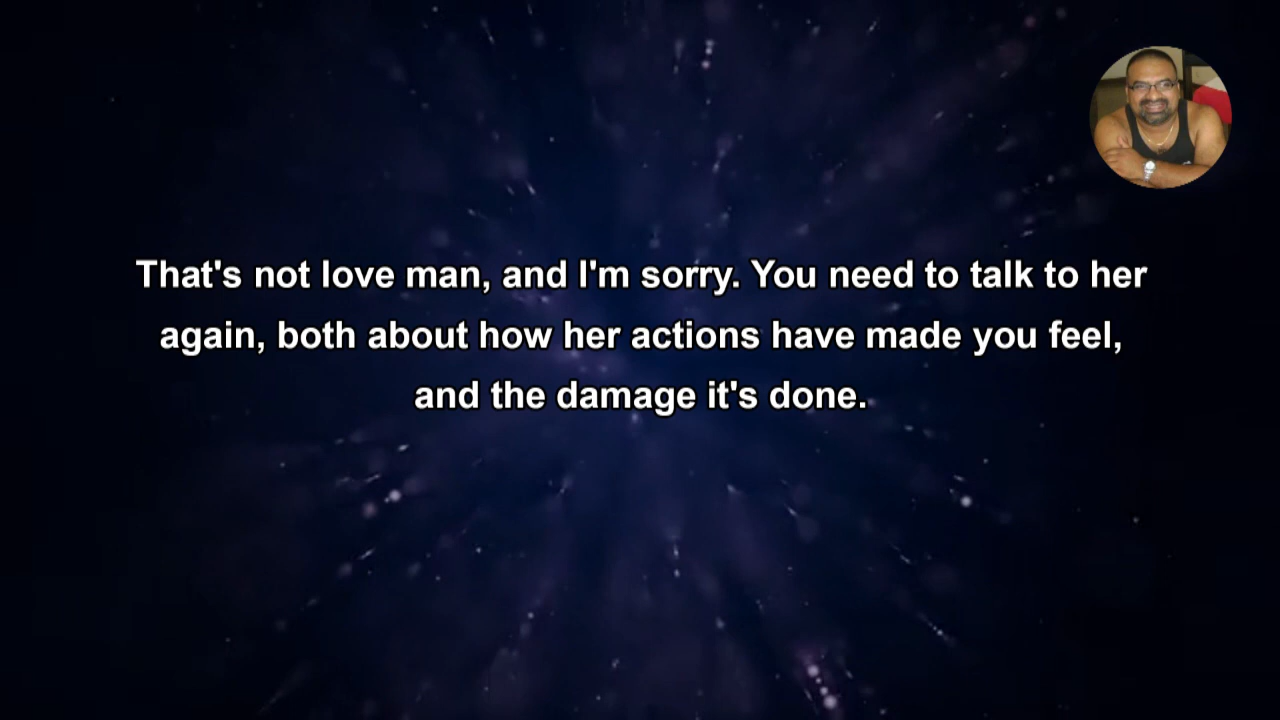 That's not love man, and I'm sorry. You need to talk to her
again, both about how her actions have made you feel,
and the damage it's done.